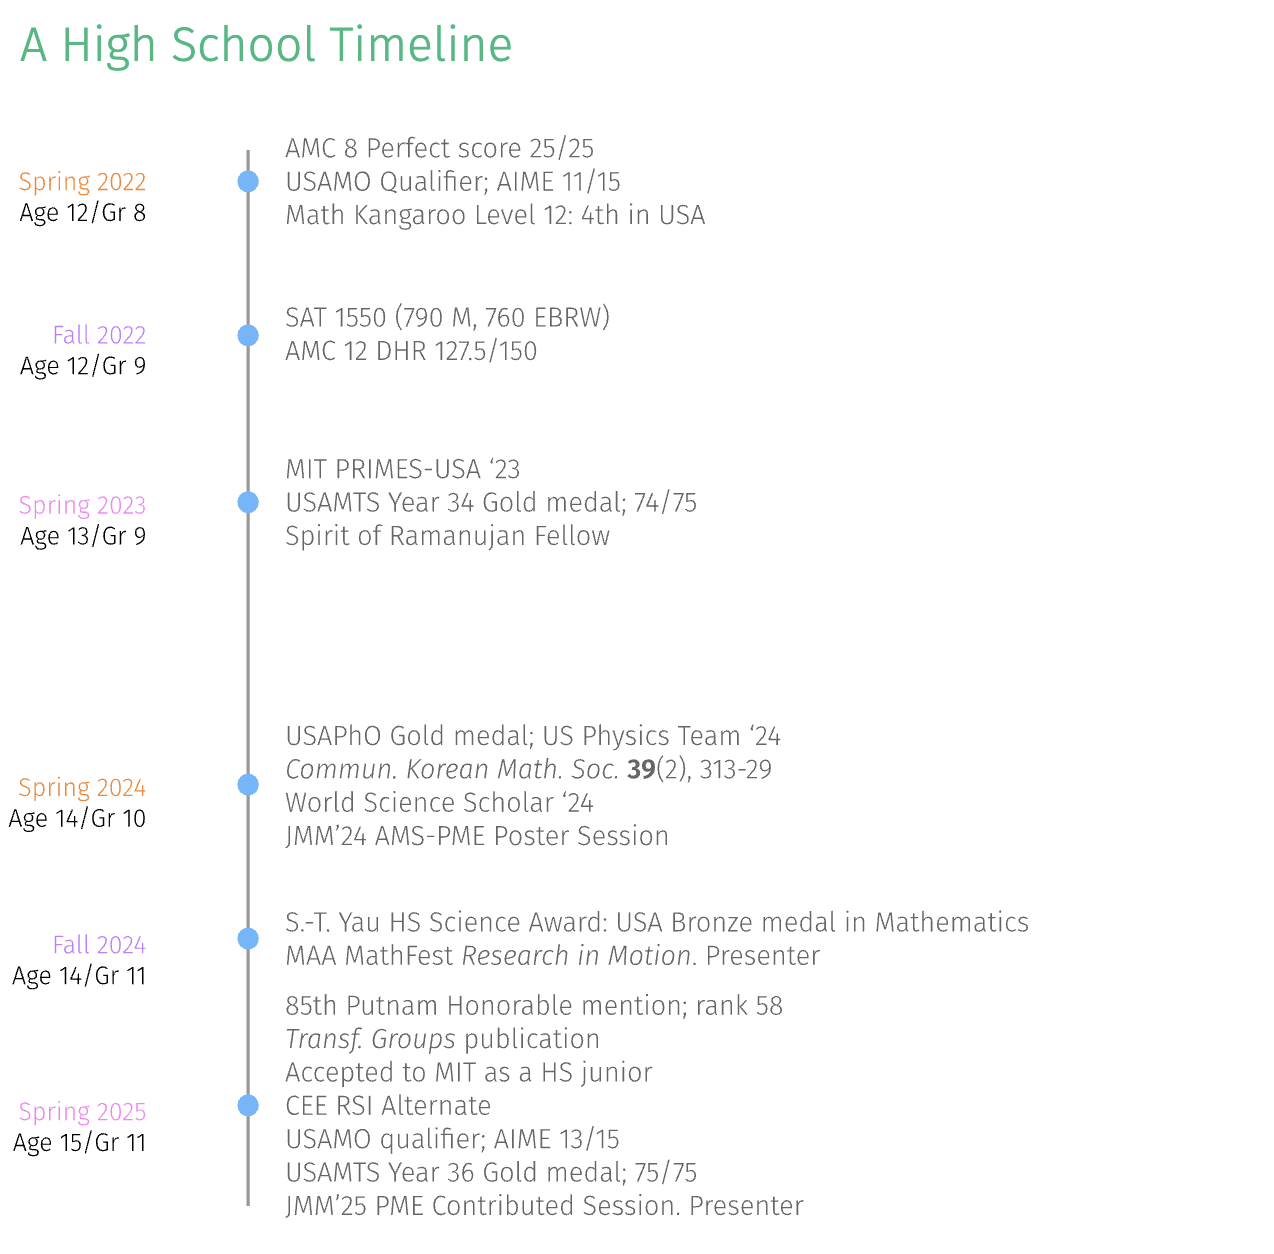 A High School Timeline
Spring 2022
Age 12/Gr 8
AMC 8 Perfect score 25/25
USAMO Qualifier; AIME 11/15
Math Kangaroo Level 12: 4th in USA
Fall 2022
Age 12/Gr 9
SAT 1550 (790 M, 760 EBRW)
AMC 12 DHR 127.5/150
Spring 2023
Age 13/Gr 9
MIT PRIMES-USA ‘23
USAMTS Year 34 Gold medal; 74/75
Spirit of Ramanujan Fellow
Spring 2024
Age 14/Gr 10
USAPhO Gold medal; US Physics Team ‘24
Commun. Korean Math. Soc. 39(2), 313-29
World Science Scholar ‘24
JMM’24 AMS-PME Poster Session
Fall 2024
Age 14/Gr 11
S.-T. Yau HS Science Award: USA Bronze medal in Mathematics
MAA MathFest Research in Motion. Presenter
Spring 2025
Age 15/Gr 11
85th Putnam Honorable mention; rank 58
Transf. Groups publication
Accepted to MIT as a HS junior
CEE RSI Alternate
USAMO qualifier; AIME 13/15
USAMTS Year 36 Gold medal; 75/75
JMM’25 PME Contributed Session. Presenter